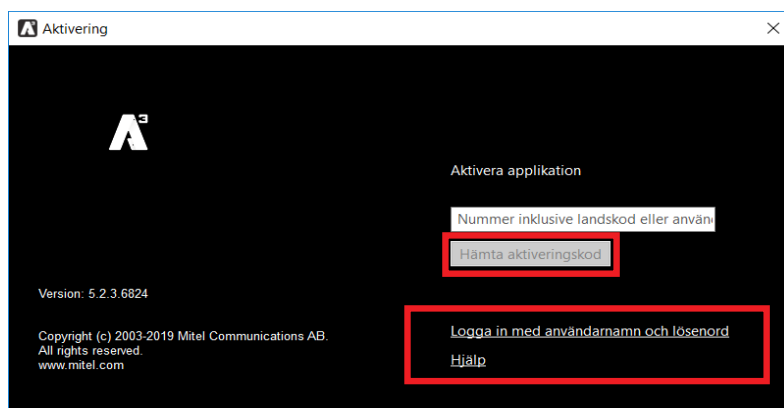 Aktivering
A3
Aktivera applikation
Nummer inklusive landskod eller använ
Hämta aktiveringskod
Version: 5.2.3.6824
Logga in med användarnamn och lösenord
Copyright (c) 2003-2019 Mitel Communications AB.
All rights reserved.
Hjälp
www.mitel.com